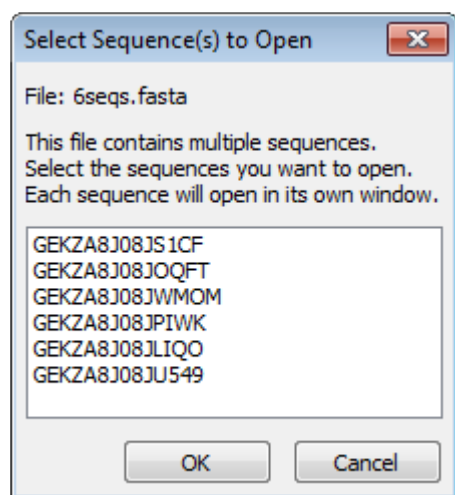 Select Sequence(s) to Open
File: 6seqs.fasta
This file contains multiple sequences.
Select the sequences you want to open.
Each sequence will open in its own window.
GEKZA8J08JS1CF
GEKZA8J08JOQFT
GEKZA8J08JWMOM
GEKZA8J08JPIWK
GEKZA8J08JLIQO
GEKZA8J08JU549
OK
Cancel